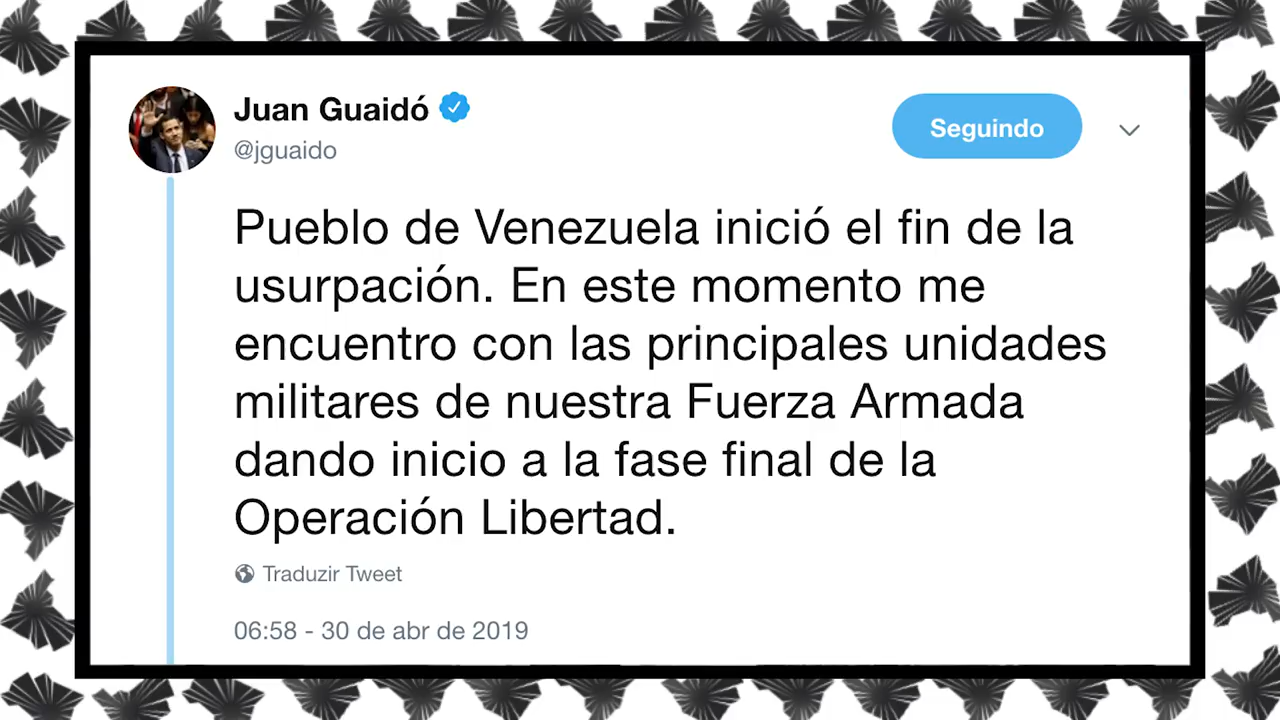 Juan Guaidó
@jguaido
Seguindo
Pueblo de Venezuela inició el fin de la
usurpación. En este momento me
encuentro con las principales unidades
militares de nuestra Fuerza Armada
dando inicio a la fase final de la
Operación Libertad.
Traduzir Tweet
06:58 - 30 de abr de 2019